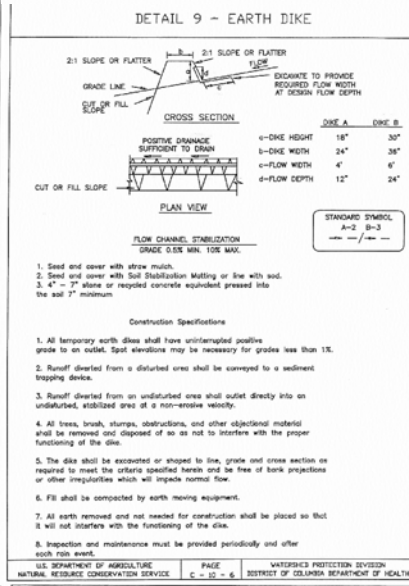 DETAIL 9 - EARTH DIKE
2:1 SLOPE OR FLATTER
b
2:1 SLOPE OR FLATTER
a
d
FLOW
c
GRADE LINE
EXCAVATE TO PROVIDE
REQUIRED FLOW WIDTH
AT DESIGN FLOW DEPTH
CUT OR FILL
SLOPE
CROSS SECTION
DIKE A DIKE B
a-DIKE HEIGHT 18" 30"
b-DIKE WIDTH 24" 36"
c-FLOW WIDTH 4' 6'
d-FLOW DEPTH 12" 24"
POSITIVE DRAINAGE
SUFFICIENT TO DRAIN
CUT OR FILL SLOPE
PLAN VIEW
STANDARD SYMBOL
A-2 B-3
FLOW CHANNEL STABILIZATION
GRADE 0.5% MIN. 10% MAX.
1. Seed and cover with straw mulch.
2. Seed and cover with Soil Stabilization Matting or line with sod.
3. 4" - 7" stone or recycled concrete equivalent pressed into
the soil 7" minimum
Construction Specifications
1. All temporary earth dikes shall have uninterrupted positive
grade to an outlet. Spot elevations may be necessary for grades less than 1%.
2. Runoff diverted from a disturbed area shall be conveyed to a sediment
trapping device.
3. Runoff diverted from an undisturbed area shall outlet directly into an
undisturbed, stabilized area at a non-erosive velocity.
4. All trees, brush, stumps, obstructions, and other objectional material
shall be removed and disposed of so as not to interfere with the proper
functioning of the dike.
5. The dike shall be excavated or shaped to line, grade and cross section as
required to meet the criteria specified herein and be free of bank projections
or other irregularities which will impede normal flow.
6. Fill shall be compacted by earth moving equipment.
7. All earth removed and not needed for construction shall be placed so that
it will not interfere with the functioning of the dike.
8. Inspection and maintenance must be provided periodically and after
each rain event.
U.S. DEPARTMENT OF AGRICULTURE
NATURAL RESOURCE CONSERVATION SERVICE
PAGE
C - 10 - 6
WATERSHED PROTECTION DIVISION
DISTRICT OF COLUMBIA DEPARTMENT OF HEALTH